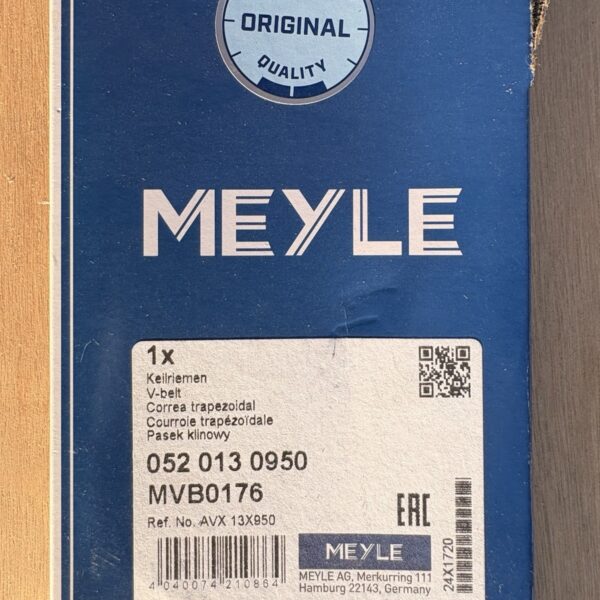 ORIGINAL
QUALITY
MEYLE
1x
Keilriemen
V-belt
Correa trapezoidal
Courroie trapézoïdale
Pasek klinowy
052 013 0950
MVB0176
Ref. No. AVX 13X950
EAC
4 040074 210864
MEYLE
MEYLE AG, Merkurring 111
Hamburg 22143, Germany
24X1720